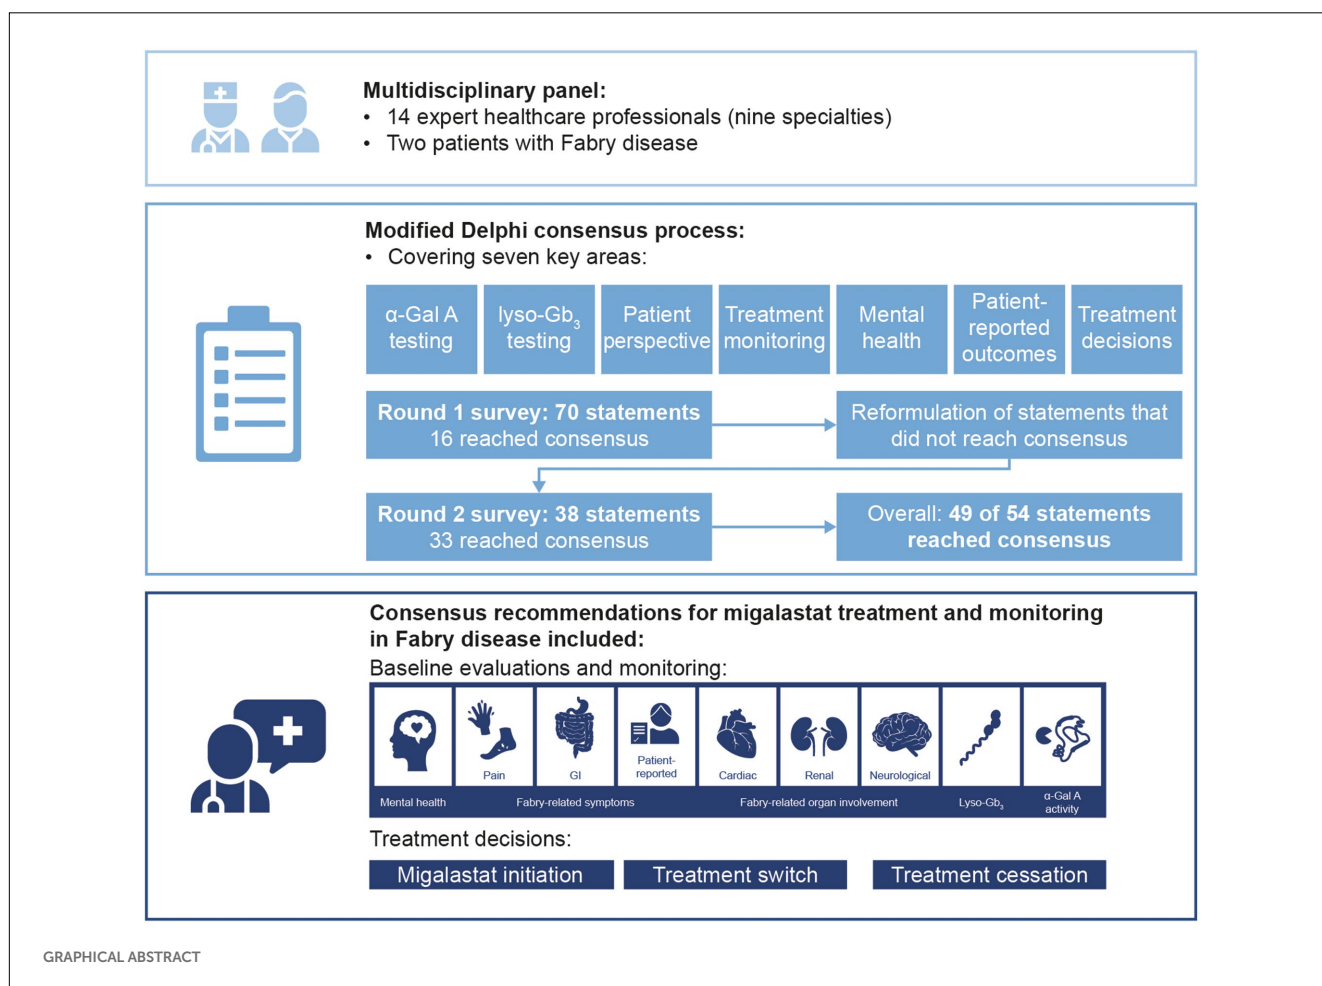 Multidisciplinary panel:
• 14 expert healthcare professionals (nine specialties)
• Two patients with Fabry disease
Modified Delphi consensus process:
• Covering seven key areas:
α-Gal A
testing
lyso-Gb₃
testing
Patient
perspective
Treatment
monitoring
Mental
health
Patient-
reported
outcomes
Treatment
decisions
Round 1 survey: 70 statements
16 reached consensus
Reformulation of statements that
did not reach consensus
Round 2 survey: 38 statements
33 reached consensus
Overall: 49 of 54 statements
reached consensus
Consensus recommendations for migalastat treatment and monitoring
in Fabry disease included:
Baseline evaluations and monitoring:
Pain
GI
Patient-
reported
Cardiac
Renal
Neurological
Mental health
Fabry-related symptoms
Fabry-related organ involvement
Lyso-Gb₃
α-Gal A
activity
Treatment decisions:
Migalastat initiation
Treatment switch
Treatment cessation
GRAPHICAL ABSTRACT